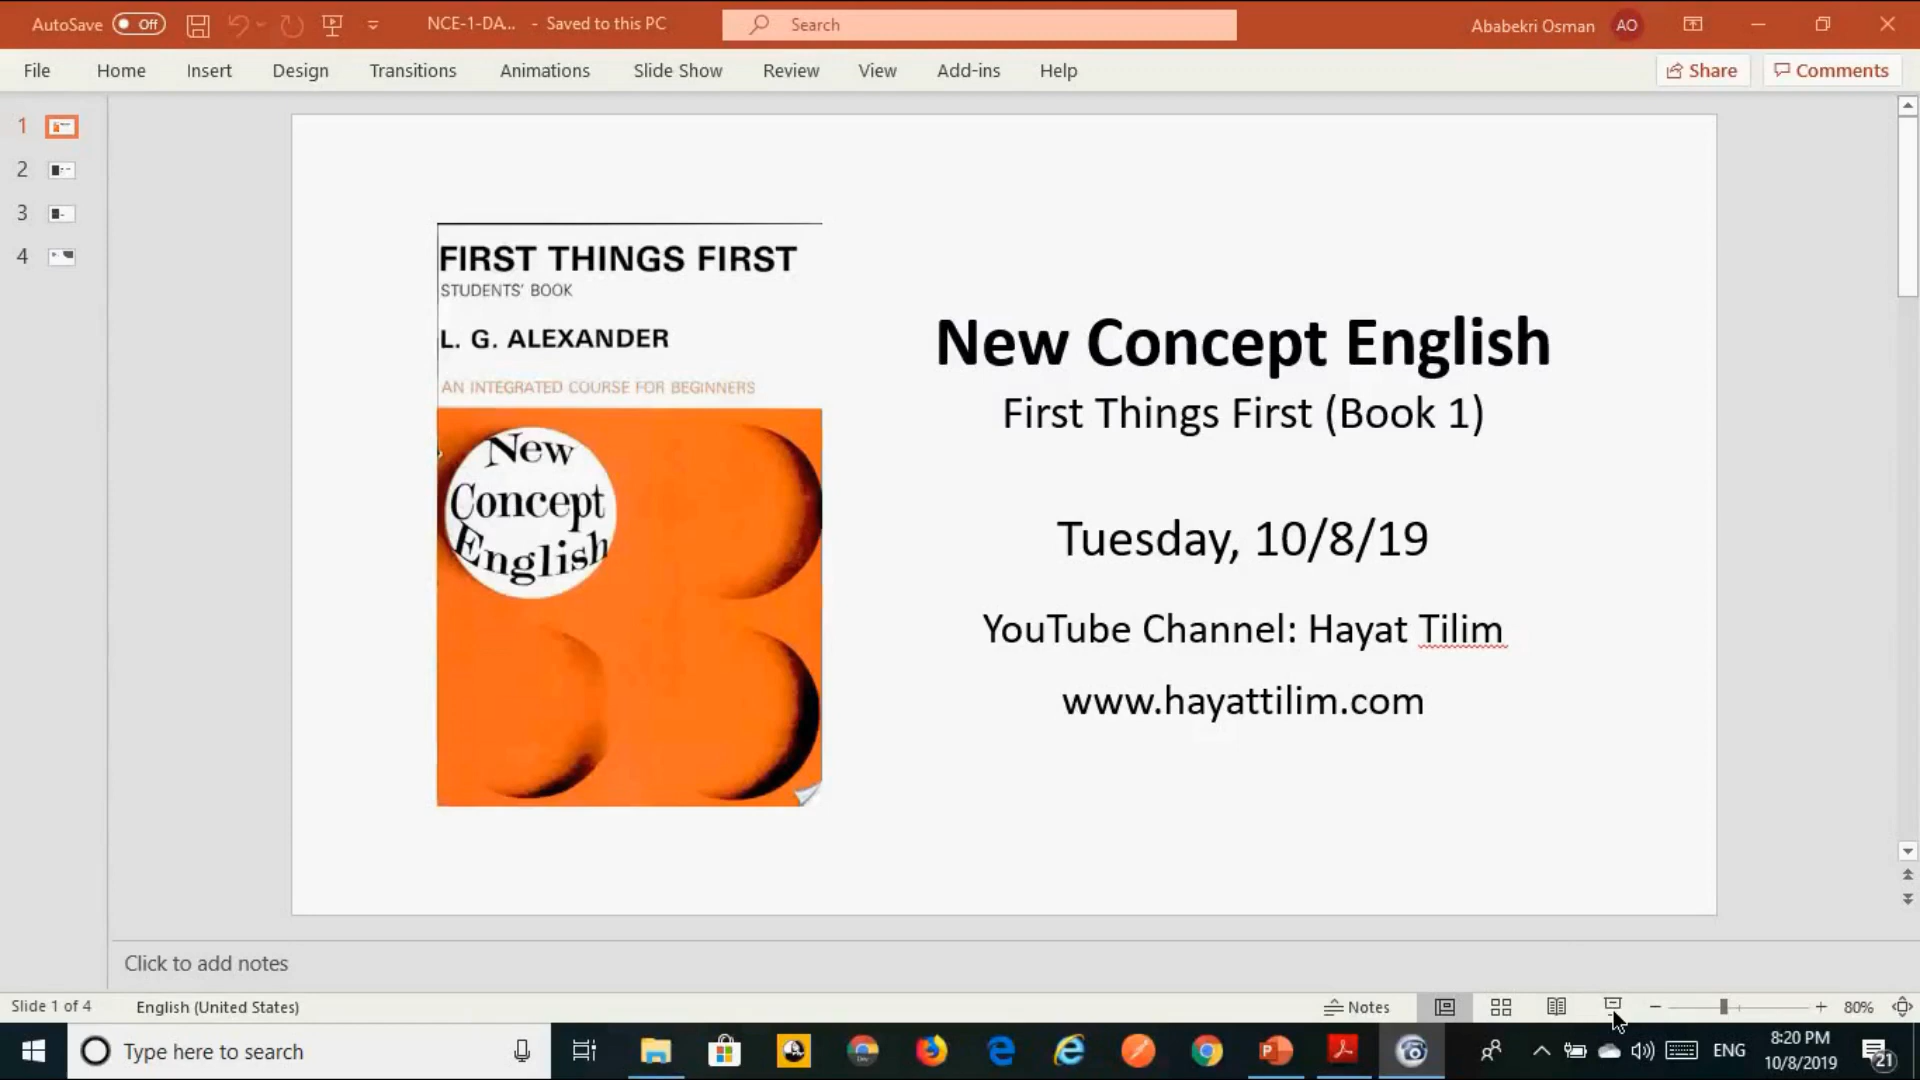 AutoSave Off NCE-1-DA... - Saved to this PC Search Ababekri Osman AO
File Home Insert Design Transitions Animations Slide Show Review View Add-ins Help Share Comments
1
2
3
4
FIRST THINGS FIRST
STUDENTS' BOOK
L. G. ALEXANDER
AN INTEGRATED COURSE FOR BEGINNERS
New
Concept
English
New Concept English
First Things First (Book 1)
Tuesday, 10/8/19
YouTube Channel: Hayat Tilim
www.hayattilim.com
Click to add notes
Slide 1 of 4 English (United States) Notes 80%
Type here to search ENG 8:20 PM
10/8/2019 21